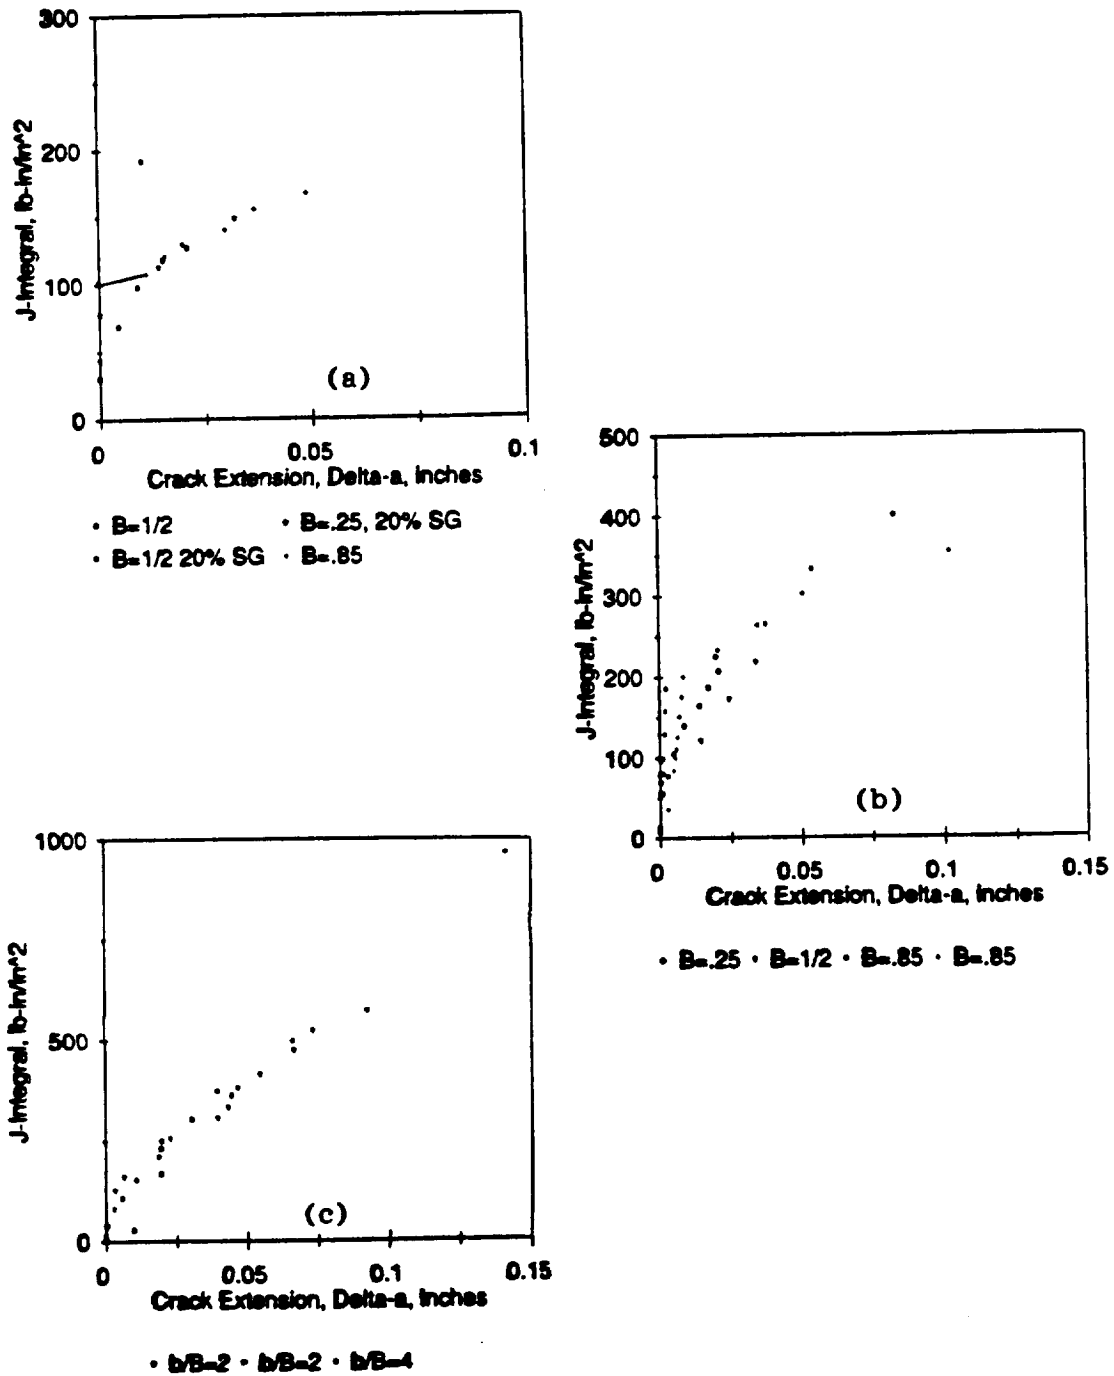 300
200
100
0
J-Integral, lb-in/in^2
(a)
0 0.05 0.1
Crack Extension, Delta-a, inches
• B=1/2 • B=.25, 20% SG
• B=1/2 20% SG • B=.85
500
400
300
200
100
0
J-Integral, lb-in/in^2
(b)
0 0.05 0.1 0.15
Crack Extension, Delta-a, inches
• B=.25 • B=1/2 • B=.85 • B=.85
1000
500
0
J-Integral, lb-in/in^2
(c)
0 0.05 0.1 0.15
Crack Extension, Delta-a, inches
• b/B=2 • b/B=2 • b/B=4